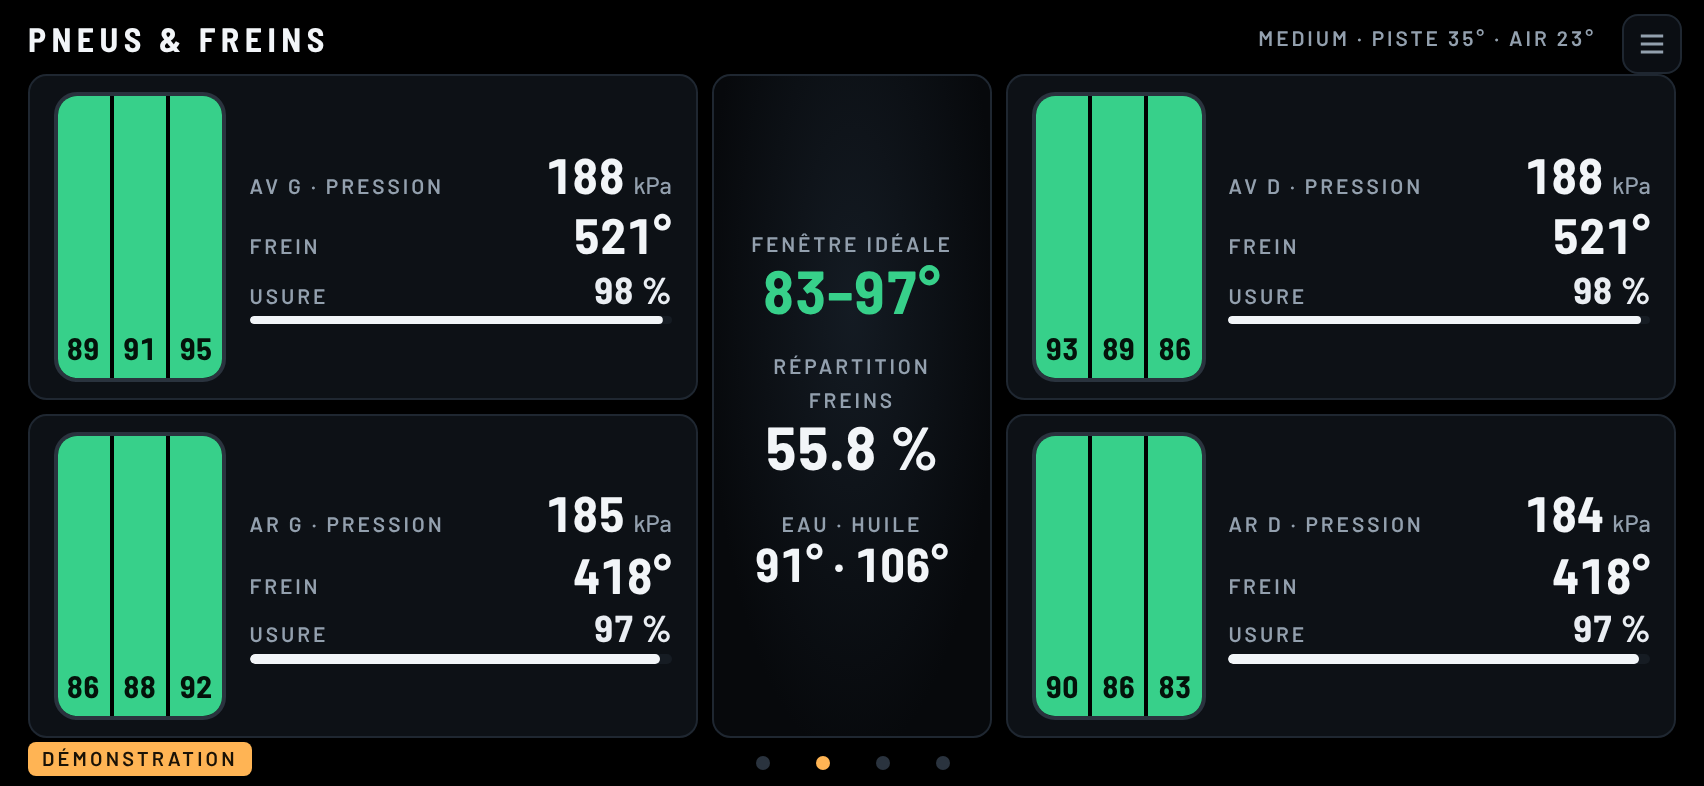 PNEUS & FREINS
MEDIUM · PISTE 35° · AIR 23°
AV G · PRESSION 188 kPa
FREIN 521°
USURE 98 %
89 91 95
FENÊTRE IDÉALE
83–97°
RÉPARTITION
FREINS
55.8 %
EAU · HUILE
91° · 106°
AV D · PRESSION 188 kPa
FREIN 521°
USURE 98 %
93 89 86
AR G · PRESSION 185 kPa
FREIN 418°
USURE 97 %
86 88 92
AR D · PRESSION 184 kPa
FREIN 418°
USURE 97 %
90 86 83
DÉMONSTRATION